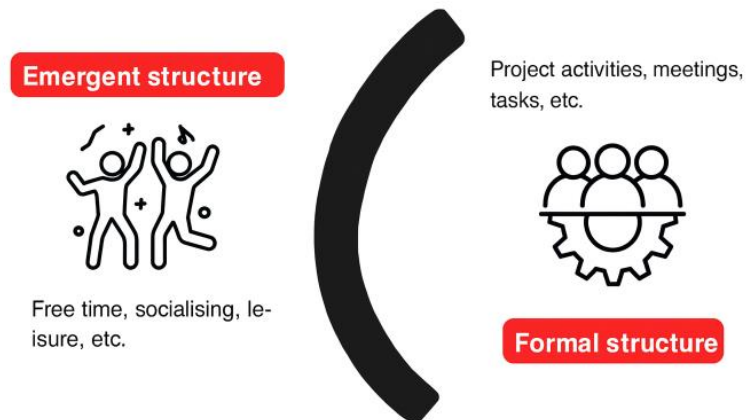 Emergent structure
Free time, socialising, le-
isure, etc.
Project activities, meetings,
tasks, etc.
Formal structure